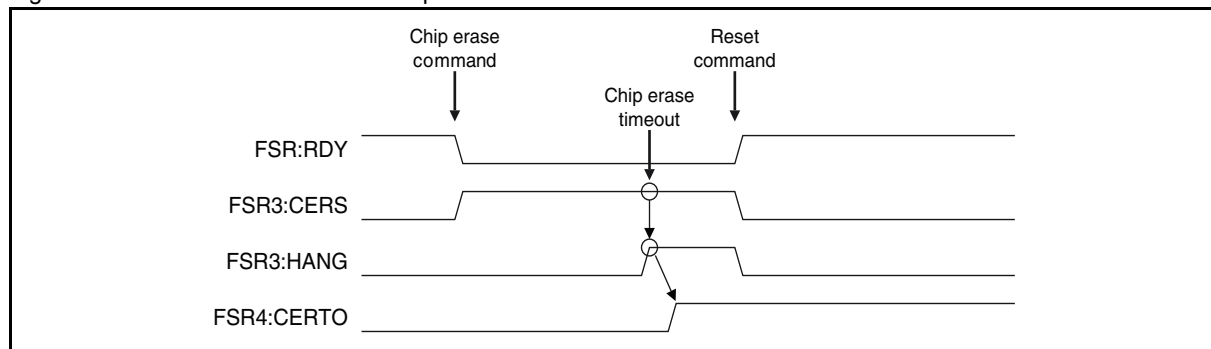 Chip erase
command
Reset
command
Chip erase
timeout
FSR:RDY
FSR3:CERS
FSR3:HANG
FSR4:CERTO